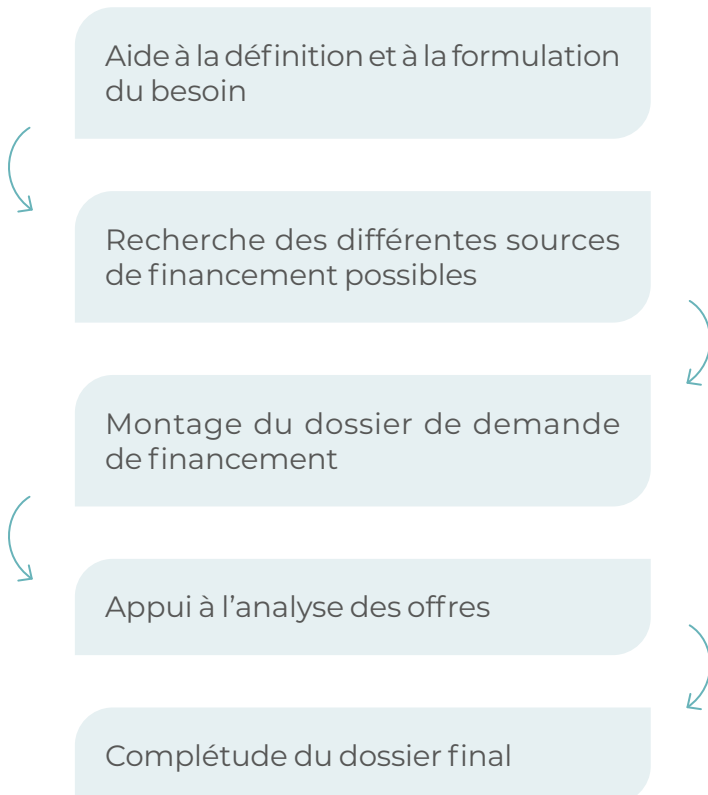 Aide à la définition et à la formulation
du besoin
Recherche des différentes sources
de financement possibles
Montage du dossier de demande
de financement
Appui à l’analyse des offres
Complétude du dossier final